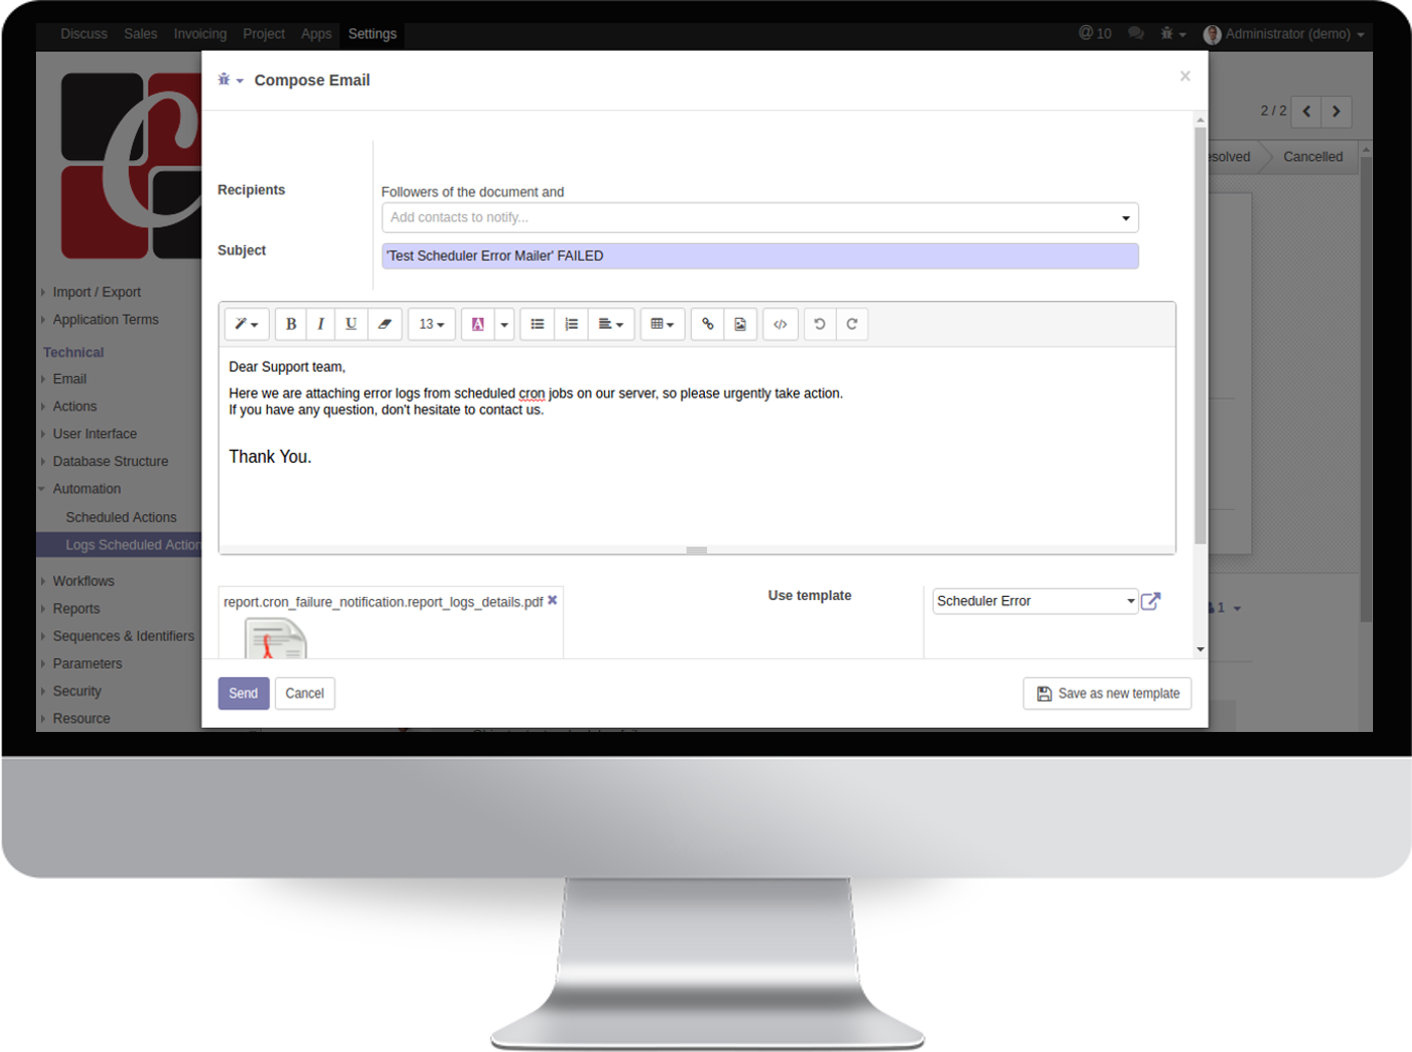 Discuss Sales Invoicing Project Apps Settings
@ 10 Administrator (demo)
Compose Email
×
2 / 2
Cancelled
Recipients
Followers of the document and
Add contacts to notify...
Subject
'Test Scheduler Error Mailer' FAILED
B I U 13 A
Dear Support team,
Here we are attaching error logs from scheduled cron jobs on our server, so please urgently take action.
If you have any question, don't hesitate to contact us.
Thank You.
report.cron_failure_notification.report_logs_details.pdf
Use template
Scheduler Error
Send
Cancel
Save as new template
Import / Export
Application Terms
Technical
Email
Actions
User Interface
Database Structure
Automation
Scheduled Actions
Logs Scheduled Action
Workflows
Reports
Sequences & Identifiers
Parameters
Security
Resource
1